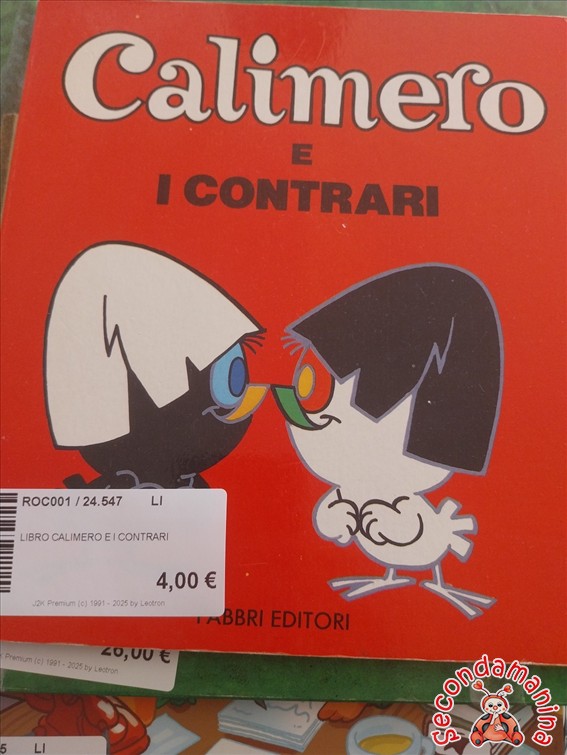 Calimero
E
I CONTRARI
ROC001 / 24.547 LI
LIBRO CALIMERO E I CONTRARI
4,00 €
J2K Premium (c) 1991 - 2025 by Leotron
FABBRI EDITORI
26,00 €
Premium (c) 1991 - 2025 by Leotron
5 LI
Secondamanina